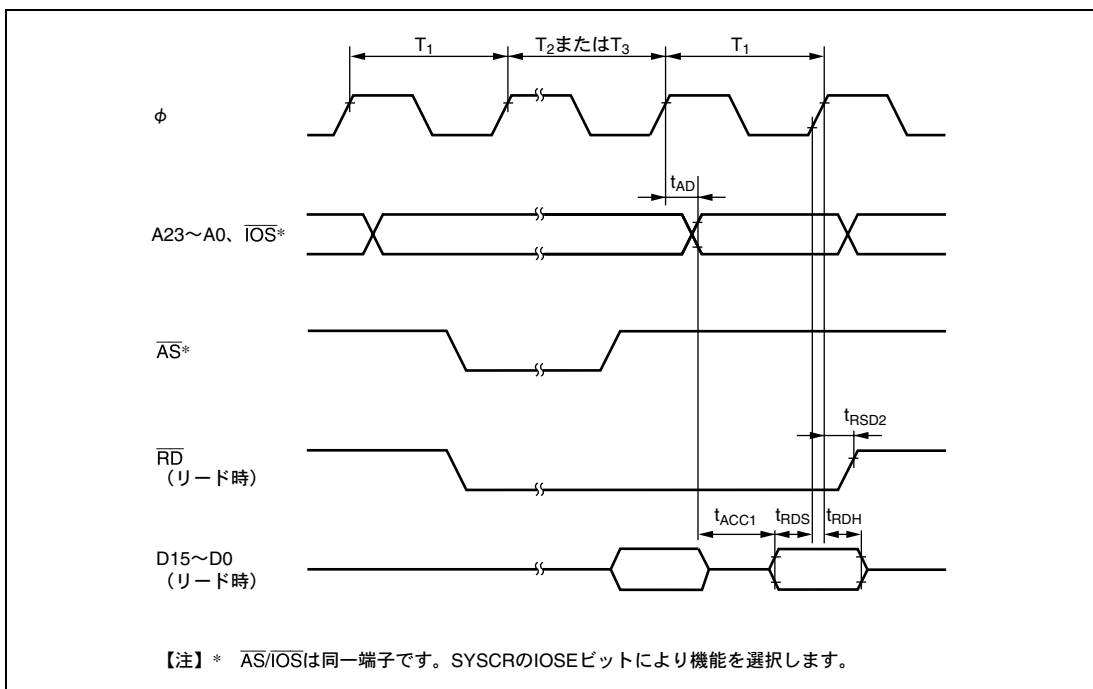 T1 T2またはT3 T1
φ
tAD
A23～A0、IOS*
AS*
tRSD2
RD
（リード時）
tACC1 tRDS tRDH
D15～D0
（リード時）
【注】* AS/IOSは同一端子です。SYSCRのIOSEビットにより機能を選択します。